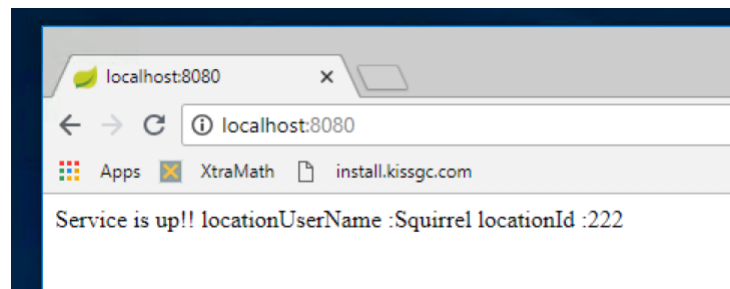 localhost:8080
localhost:8080
Apps XtraMath install.kissgc.com
Service is up!! locationUserName :Squirrel locationId :222